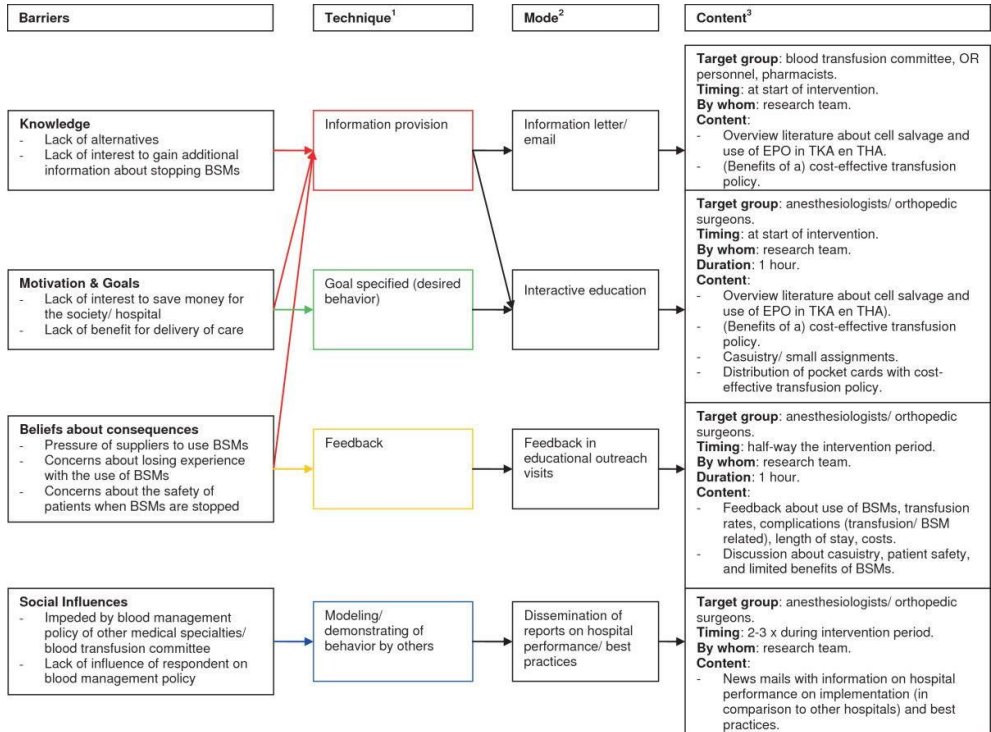 Barriers
Technique1
Mode2
Content3
Knowledge
- Lack of alternatives
- Lack of interest to gain additional
information about stopping BSMs
Information provision
Information letter/
email
Target group: blood transfusion committee, OR
personnel, pharmacists.
Timing: at start of intervention.
By whom: research team.
Content:
- Overview literature about cell salvage and
use of EPO in TKA en THA.
- (Benefits of a) cost-effective transfusion
policy.
Motivation & Goals
- Lack of interest to save money for
the society/ hospital
- Lack of benefit for delivery of care
Goal specified (desired
behavior)
Interactive education
Target group: anesthesiologists/ orthopedic
surgeons.
Timing: at start of intervention.
By whom: research team.
Duration: 1 hour.
Content:
- Overview literature about cell salvage and
use of EPO in TKA en THA).
- (Benefits of a) cost-effective transfusion
policy.
- Casuistry/ small assignments.
- Distribution of pocket cards with cost-
effective transfusion policy.
Beliefs about consequences
- Pressure of suppliers to use BSMs
- Concerns about losing experience
with the use of BSMs
- Concerns about the safety of
patients when BSMs are stopped
Feedback
Feedback in
educational outreach
visits
Target group: anesthesiologists/ orthopedic
surgeons.
Timing: half-way the intervention period.
By whom: research team.
Duration: 1 hour.
Content:
- Feedback about use of BSMs, transfusion
rates, complications (transfusion/ BSM
related), length of stay, costs.
- Discussion about casuistry, patient safety,
and limited benefits of BSMs.
Social Influences
- Impeded by blood management
policy of other medical specialties/
blood transfusion committee
- Lack of influence of respondent on
blood management policy
Modeling/
demonstrating of
behavior by others
Dissemination of
reports on hospital
performance/ best
practices
Target group: anesthesiologists/ orthopedic
surgeons.
Timing: 2-3 x during intervention period.
By whom: research team.
Content:
- News mails with information on hospital
performance on implementation (in
comparison to other hospitals) and best
practices.